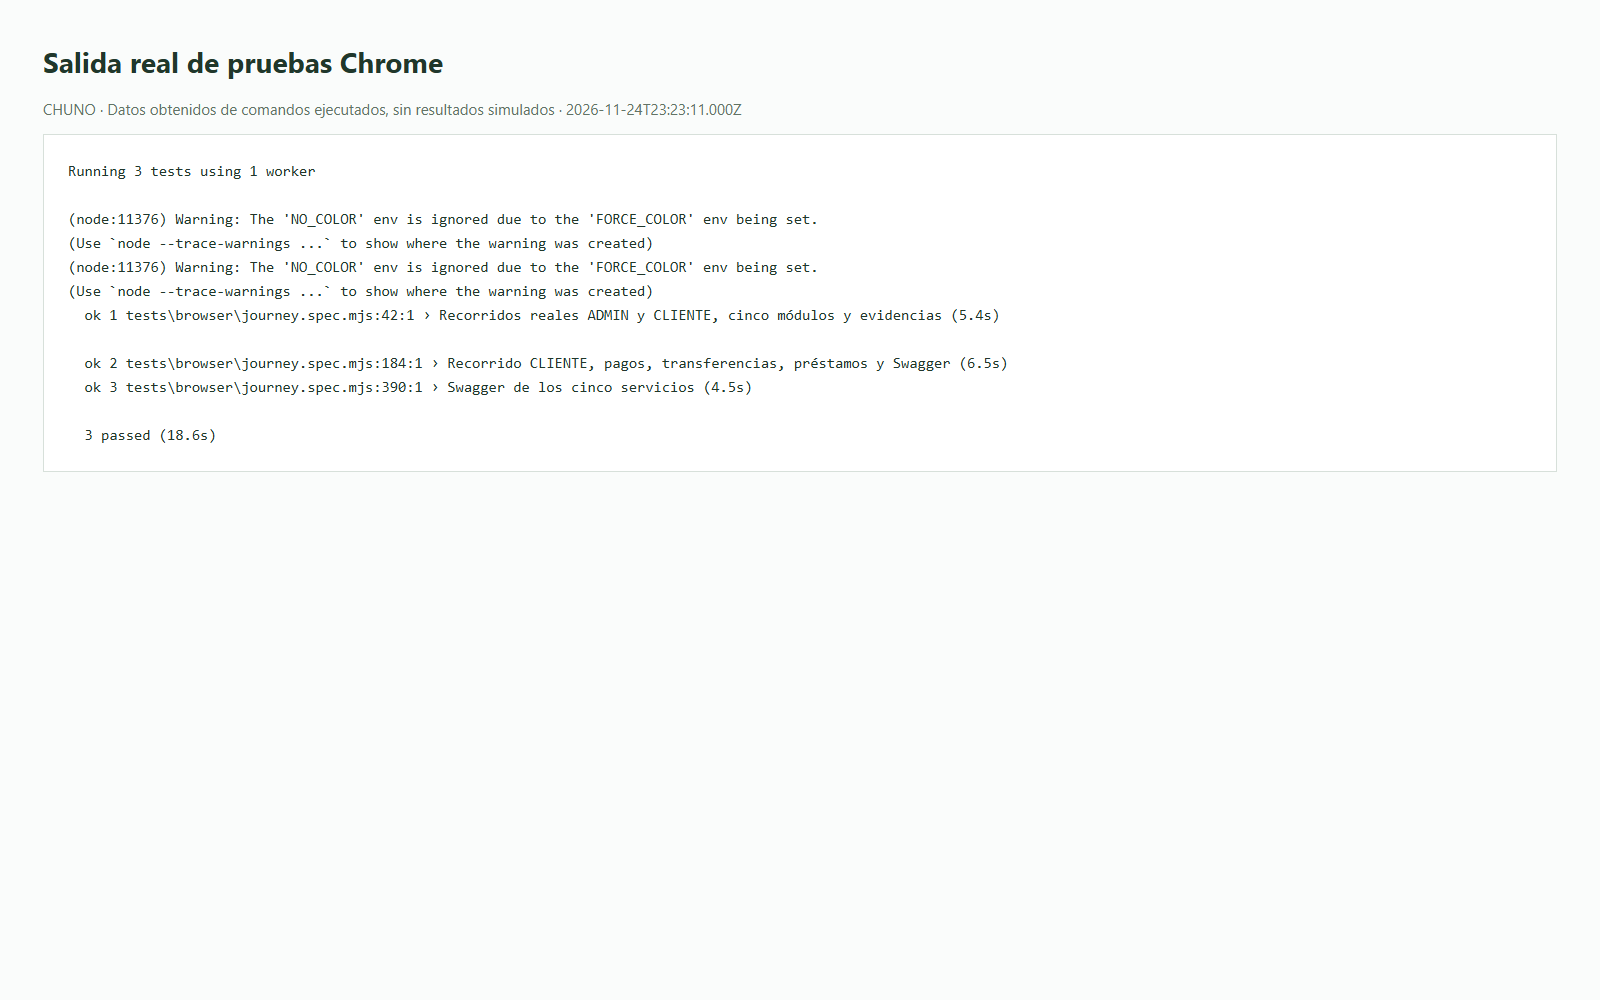 Salida real de pruebas Chrome
CHUNO · Datos obtenidos de comandos ejecutados, sin resultados simulados · 2026-11-24T23:23:11.000Z
Running 3 tests using 1 worker
(node:11376) Warning: The 'NO_COLOR' env is ignored due to the 'FORCE_COLOR' env being set.
(Use `node --trace-warnings ...` to show where the warning was created)
(node:11376) Warning: The 'NO_COLOR' env is ignored due to the 'FORCE_COLOR' env being set.
(Use `node --trace-warnings ...` to show where the warning was created)
ok 1 tests\browser\journey.spec.mjs:42:1 › Recorridos reales ADMIN y CLIENTE, cinco módulos y evidencias (5.4s)
ok 2 tests\browser\journey.spec.mjs:184:1 › Recorrido CLIENTE, pagos, transferencias, préstamos y Swagger (6.5s)
ok 3 tests\browser\journey.spec.mjs:390:1 › Swagger de los cinco servicios (4.5s)
3 passed (18.6s)